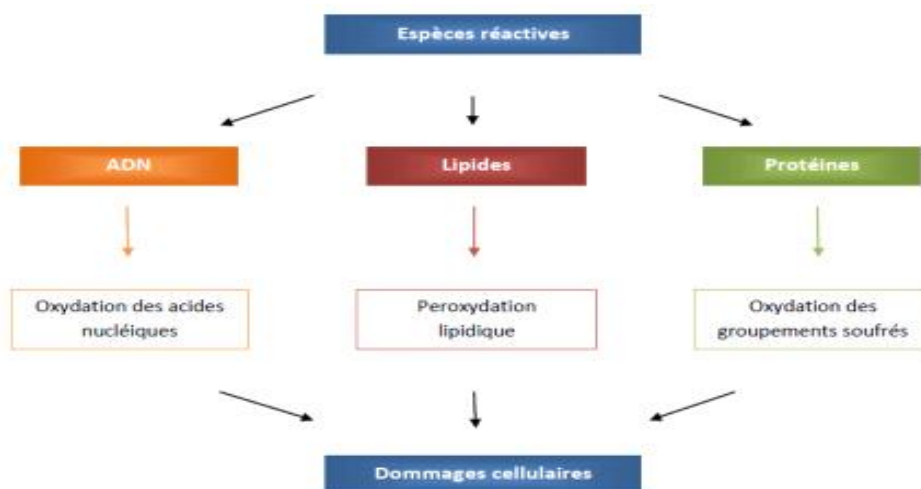 Espèces réactives
ADN
Lipides
Protéines
Oxydation des acides
nucléiques
Peroxydation
lipidique
Oxydation des
groupements soufrés
Dommages cellulaires